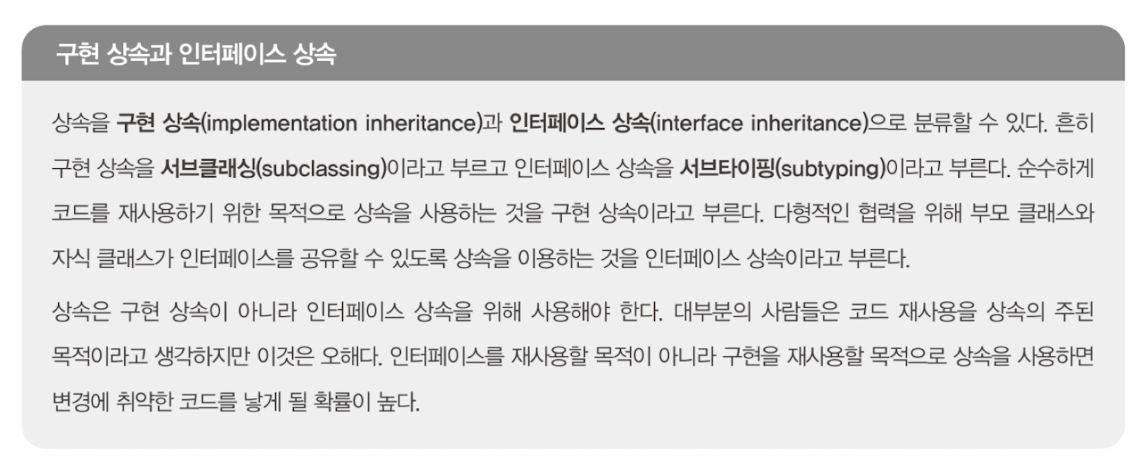 구현 상속과 인터페이스 상속
상속을 구현 상속(implementation inheritance)과 인터페이스 상속(interface inheritance)으로 분류할 수 있다. 흔히
구현 상속을 서브클래싱(subclassing)이라고 부르고 인터페이스 상속을 서브타이핑(subtyping)이라고 부른다. 순수하게
코드를 재사용하기 위한 목적으로 상속을 사용하는 것을 구현 상속이라고 부른다. 다형적인 협력을 위해 부모 클래스와
자식 클래스가 인터페이스를 공유할 수 있도록 상속을 이용하는 것을 인터페이스 상속이라고 부른다.
상속은 구현 상속이 아니라 인터페이스 상속을 위해 사용해야 한다. 대부분의 사람들은 코드 재사용을 상속의 주된
목적이라고 생각하지만 이것은 오해다. 인터페이스를 재사용할 목적이 아니라 구현을 재사용할 목적으로 상속을 사용하면
변경에 취약한 코드를 낳게 될 확률이 높다.